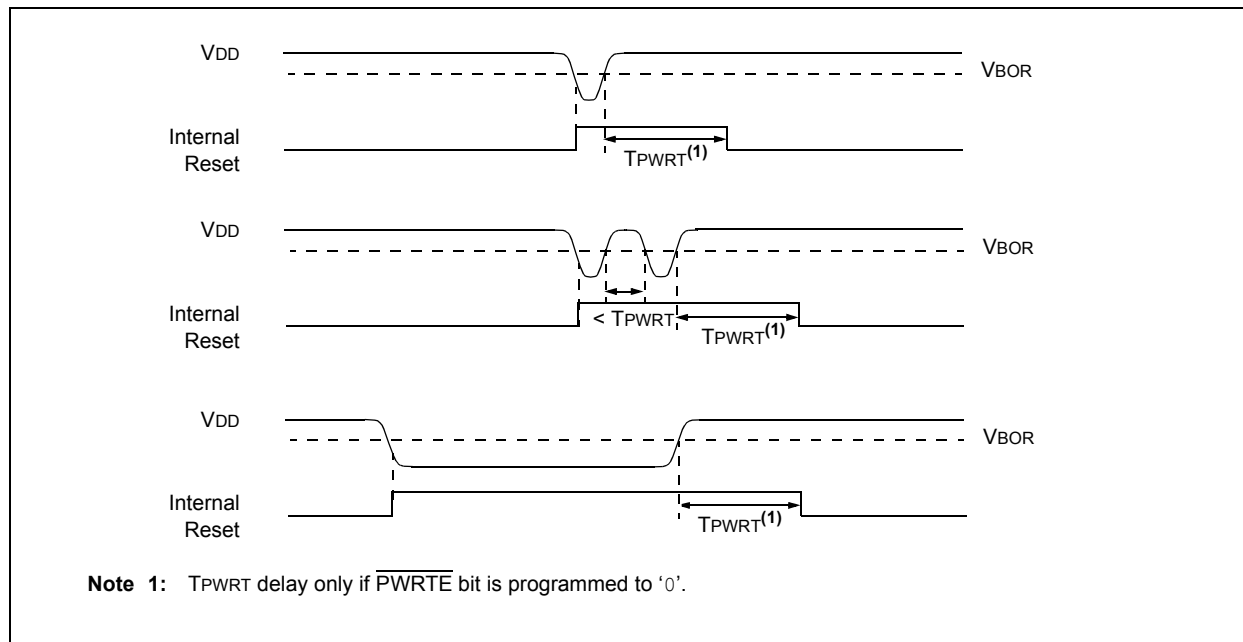 VDD
VBOR
Internal
Reset
TPWRT(1)
VDD
VBOR
Internal
Reset
< TPWRT
TPWRT(1)
VDD
VBOR
Internal
Reset
TPWRT(1)
Note 1: TPWRT delay only if P̅W̅R̅T̅E̅ bit is programmed to ‘0’.